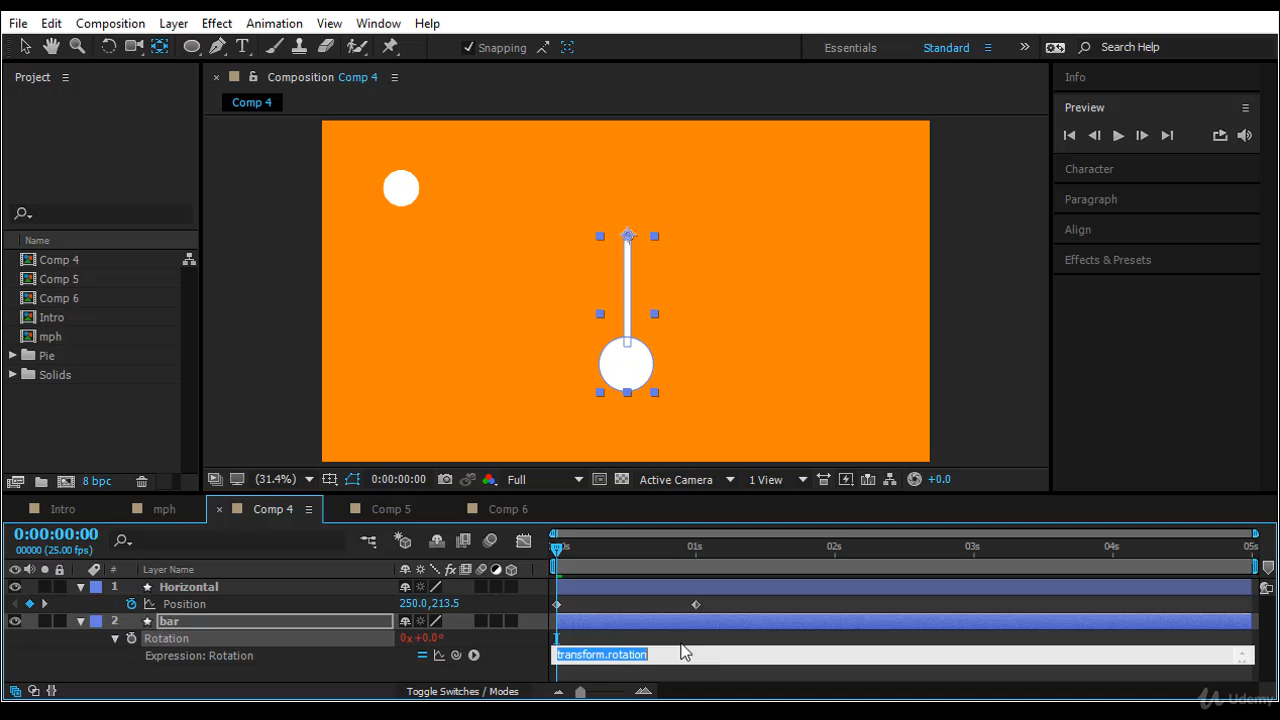 File Edit Composition Layer Effect Animation View Window Help
Snapping Essentials Standard Search Help
Project Composition Comp 4 Info
Comp 4 Preview
Character
Paragraph
Align
Effects & Presets
Name
Comp 4
Comp 5
Comp 6
Intro
mph
Pie
Solids
8 bpc (31.4%) 0:00:00:00 Full Active Camera 1 View +0.0
Intro mph Comp 4 Comp 5 Comp 6
0:00:00:00
00000 (25.00 fps) 01s 02s 03s 04s 05s
# Layer Name
1 Horizontal
Position 250.0,213.5
2 bar
Rotation 0x+0.0°
Expression: Rotation transform.rotation
Toggle Switches / Modes
Udemy